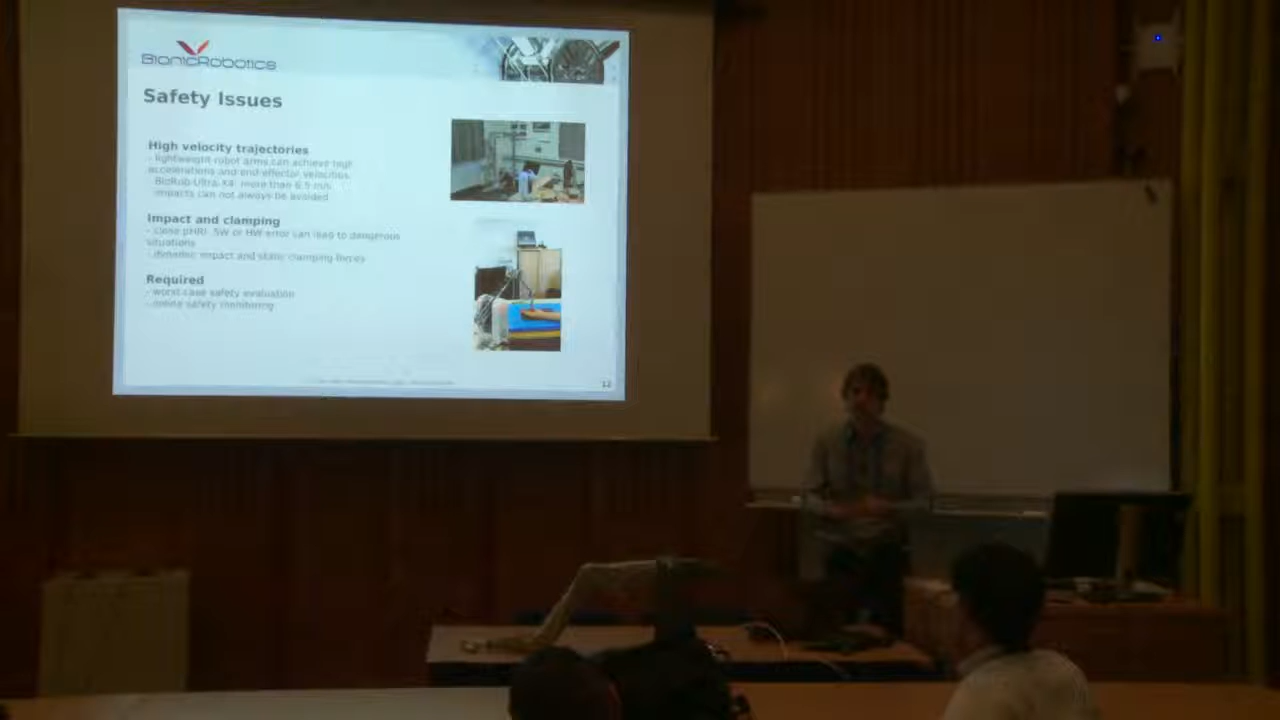 BionicRobotics
Safety Issues
High velocity trajectories
- lightweight robot arms can achieve high
accelerations and end-effector velocities
- BioRob-Ultra-X4: more than 6.5 m/s
- impacts can not always be avoided
Impact and clamping
- close pHRI, SW or HW error can lead to dangerous
situations
- dynamic impact and static clamping forces
Required
- worst-case safety evaluation
- online safety monitoring
12